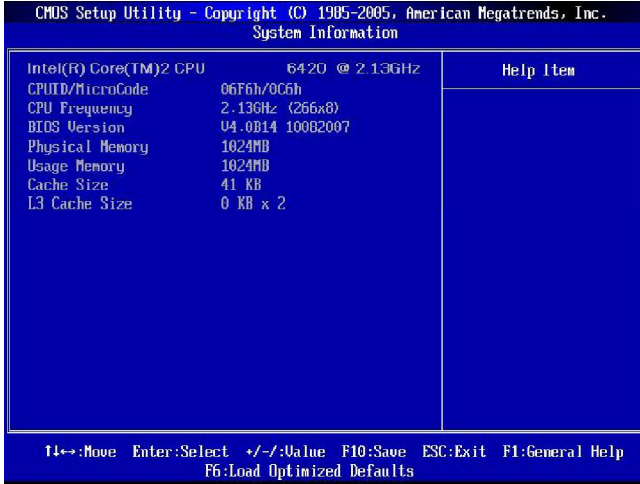 CMOS Setup Utility - Copyright (C) 1985-2005, American Megatrends, Inc.
System Information
Intel(R) Core(TM)2 CPU 6420 @ 2.13GHz
Help Item
CPUID/MicroCode 06F6h/0C6h
CPU Frequency 2.13GHz (266x8)
BIOS Version V4.0B14 10082007
Physical Memory 1024MB
Usage Memory 1024MB
Cache Size 41 KB
L3 Cache Size 0 KB x 2
↑↓↔:Move Enter:Select +/-/:Value F10:Save ESC:Exit F1:General Help
F6:Load Optimized Defaults